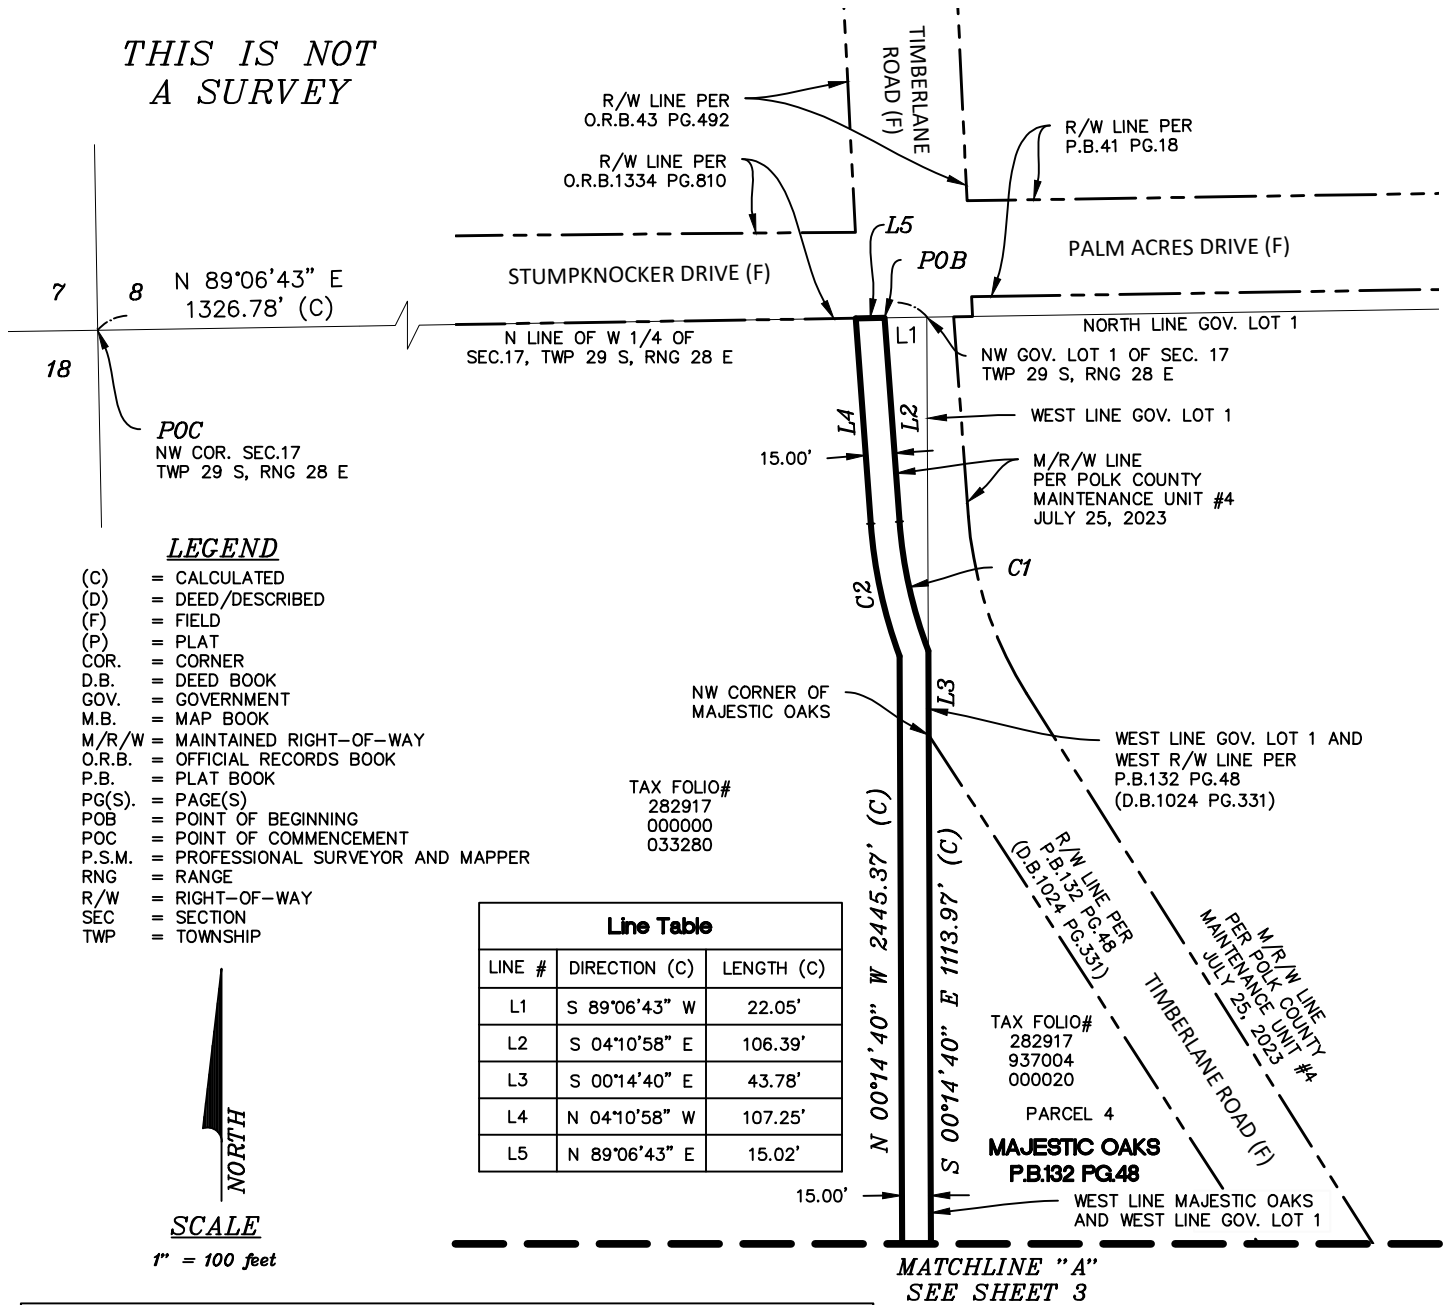 THIS IS NOT
A SURVEY
TIMBERLANE
ROAD (F)
R/W LINE PER
O.R.B.43 PG.492
R/W LINE PER
P.B.41 PG.18
R/W LINE PER
O.R.B.1334 PG.810
L5
POB
STUMPKNOCKER DRIVE (F)
PALM ACRES DRIVE (F)
7
8
N 89°06'43" E
1326.78' (C)
18
N LINE OF W 1/4 OF
SEC.17, TWP 29 S, RNG 28 E
L1
NORTH LINE GOV. LOT 1
NW GOV. LOT 1 OF SEC. 17
TWP 29 S, RNG 28 E
POC
NW COR. SEC.17
TWP 29 S, RNG 28 E
L4
L2
WEST LINE GOV. LOT 1
15.00'
M/R/W LINE
PER POLK COUNTY
MAINTENANCE UNIT #4
JULY 25, 2023
C1
C2
LEGEND
(C) = CALCULATED
(D) = DEED/DESCRIBED
(F) = FIELD
(P) = PLAT
COR. = CORNER
D.B. = DEED BOOK
GOV. = GOVERNMENT
M.B. = MAP BOOK
M/R/W = MAINTAINED RIGHT-OF-WAY
O.R.B. = OFFICIAL RECORDS BOOK
P.B. = PLAT BOOK
PG(S). = PAGE(S)
POB = POINT OF BEGINNING
POC = POINT OF COMMENCEMENT
P.S.M. = PROFESSIONAL SURVEYOR AND MAPPER
RNG = RANGE
R/W = RIGHT-OF-WAY
SEC = SECTION
TWP = TOWNSHIP
NW CORNER OF
MAJESTIC OAKS
L3
WEST LINE GOV. LOT 1 AND
WEST R/W LINE PER
P.B.132 PG.48
(D.B.1024 PG.331)
TAX FOLIO#
282917
000000
033280
N 00°14'40" W 2445.37' (C)
S 00°14'40" E 1113.97' (C)
R/W LINE PER
P.B.132 PG.48
(D.B.1024 PG.331)
M/R/W LINE
PER POLK COUNTY
MAINTENANCE UNIT #4
JULY 25, 2023
TIMBERLANE ROAD (F)
Line Table
LINE # DIRECTION (C) LENGTH (C)
L1 S 89°06'43" W 22.05'
L2 S 04°10'58" E 106.39'
L3 S 00°14'40" E 43.78'
L4 N 04°10'58" W 107.25'
L5 N 89°06'43" E 15.02'
TAX FOLIO#
282917
937004
000020
PARCEL 4
MAJESTIC OAKS
P.B.132 PG.48
15.00'
WEST LINE MAJESTIC OAKS
AND WEST LINE GOV. LOT 1
NORTH
SCALE
1" = 100 feet
MATCHLINE "A"
SEE SHEET 3